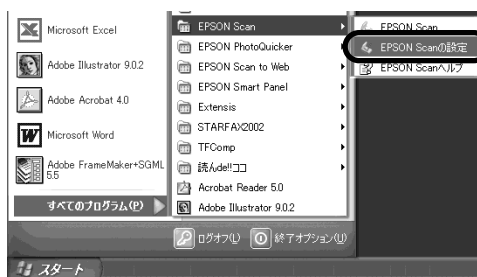 Microsoft Excel
Adobe Illustrator 9.0.2
Adobe Acrobat 4.0
Microsoft Word
Adobe FrameMaker+SGML
5.5
すべてのプログラム(P)
EPSON Scan
EPSON PhotoQuicker
EPSON Scan to Web
EPSON Smart Panel
Extensis
STARFAX2002
TFComp
読んde!!ココ
Acrobat Reader 5.0
Adobe Illustrator 9.0.2
EPSON Scan
EPSON Scanの設定
EPSON Scanヘルプ
ログオフ(L)
終了オプション(U)
スタート